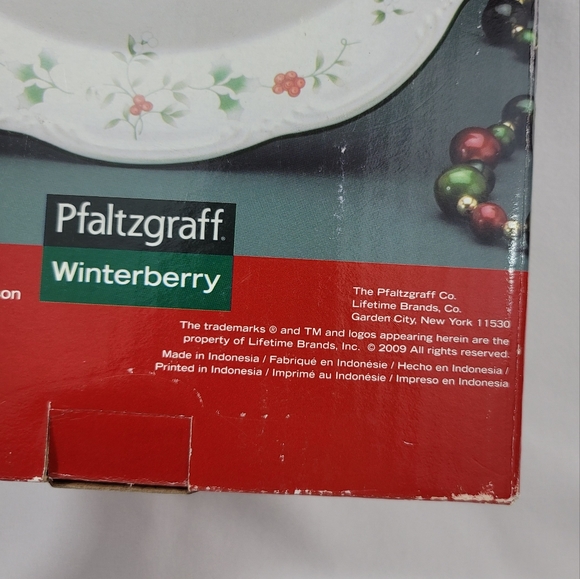 Pfaltzgraff®
Winterberry
on
The Pfaltzgraff Co.
Lifetime Brands, Co.
Garden City, New York 11530
The trademarks ® and TM and logos appearing herein are the
property of Lifetime Brands, Inc. © 2009 All rights reserved.
Made in Indonesia / Fabriqué en Indonésie / Hecho en Indonesia /
Printed in Indonesia / Imprimé au Indonésie / Impreso en Indonesia